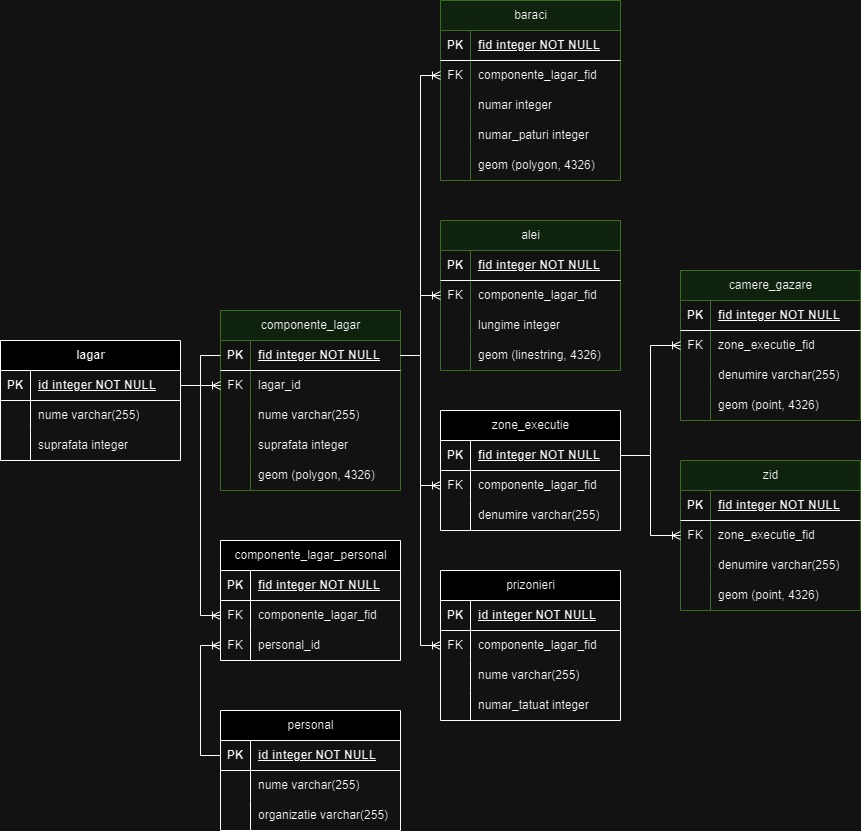 baraci
PK fid integer NOT NULL
FK componente_lagar_fid
numar integer
numar_paturi integer
geom (polygon, 4326)
alei
PK fid integer NOT NULL
FK componente_lagar_fid
lungime integer
geom (linestring, 4326)
camere_gazare
PK fid integer NOT NULL
FK zone_executie_fid
denumire varchar(255)
geom (point, 4326)
componente_lagar
PK fid integer NOT NULL
FK lagar_id
nume varchar(255)
suprafata integer
geom (polygon, 4326)
lagar
PK id integer NOT NULL
nume varchar(255)
suprafata integer
zone_executie
PK fid integer NOT NULL
FK componente_lagar_fid
denumire varchar(255)
zid
PK fid integer NOT NULL
FK zone_executie_fid
denumire varchar(255)
geom (point, 4326)
componente_lagar_personal
PK fid integer NOT NULL
FK componente_lagar_fid
FK personal_id
prizonieri
PK id integer NOT NULL
FK componente_lagar_fid
nume varchar(255)
numar_tatuat integer
personal
PK id integer NOT NULL
nume varchar(255)
organizatie varchar(255)